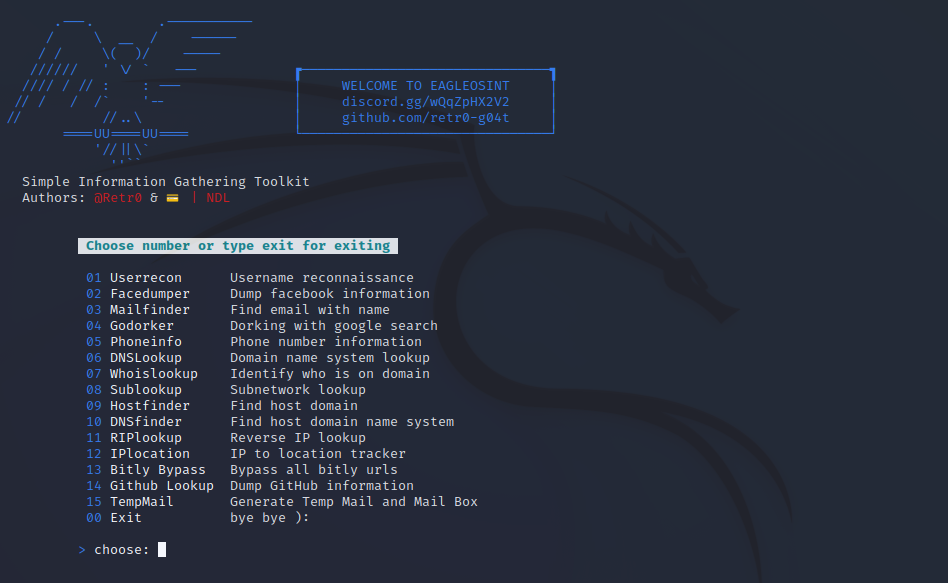 WELCOME TO EAGLEOSINT
discord.gg/wQqZpHX2V2
github.com/retr0-g04t
Simple Information Gathering Toolkit
Authors: @Retr0 & 💳 | NDL
Choose number or type exit for exiting
01 Userrecon Username reconnaissance
02 Facedumper Dump facebook information
03 Mailfinder Find email with name
04 Godorker Dorking with google search
05 Phoneinfo Phone number information
06 DNSLookup Domain name system lookup
07 Whoislookup Identify who is on domain
08 Sublookup Subnetwork lookup
09 Hostfinder Find host domain
10 DNSfinder Find host domain name system
11 RIPlookup Reverse IP lookup
12 IPlocation IP to location tracker
13 Bitly Bypass Bypass all bitly urls
14 Github Lookup Dump GitHub information
15 TempMail Generate Temp Mail and Mail Box
00 Exit bye bye ):
> choose: